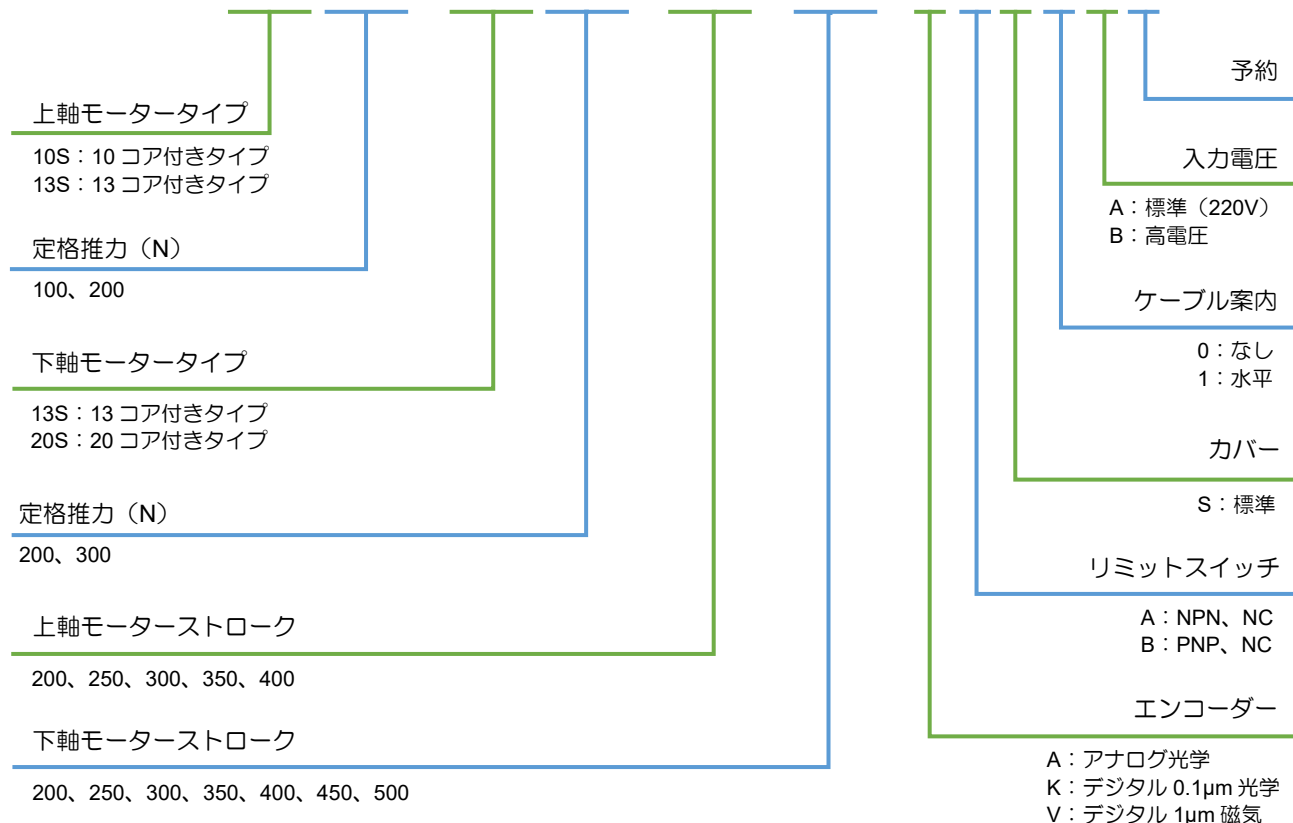 上軸モータータイプ
10S：10 コア付きタイプ
13S：13 コア付きタイプ
定格推力（N）
100、200
下軸モータータイプ
13S：13 コア付きタイプ
20S：20 コア付きタイプ
定格推力（N）
200、300
上軸モーターストローク
200、250、300、350、400
下軸モーターストローク
200、250、300、350、400、450、500
予約
入力電圧
A：標準（220V）
B：高電圧
ケーブル案内
0：なし
1：水平
カバー
S：標準
リミットスイッチ
A：NPN、NC
B：PNP、NC
エンコーダー
A：アナログ光学
K：デジタル 0.1μm 光学
V：デジタル 1μm 磁気